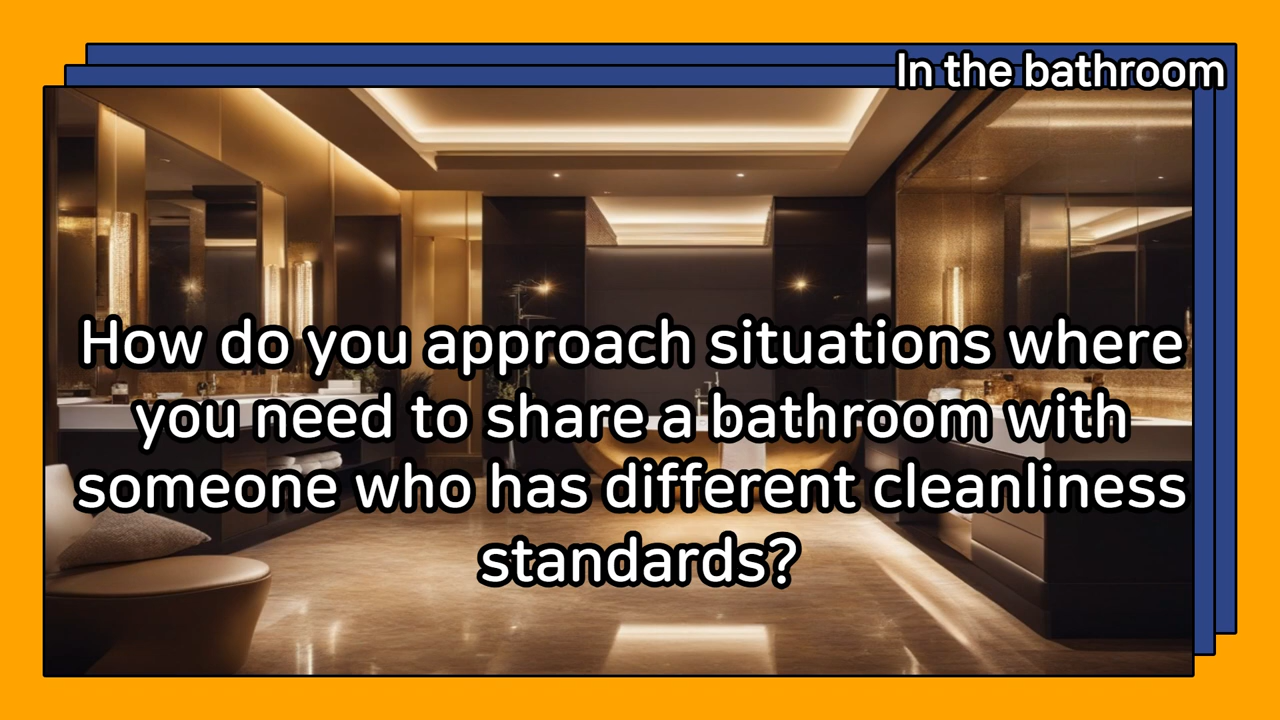 In the bathroom
How do you approach situations where
you need to share a bathroom with
someone who has different cleanliness
standards?